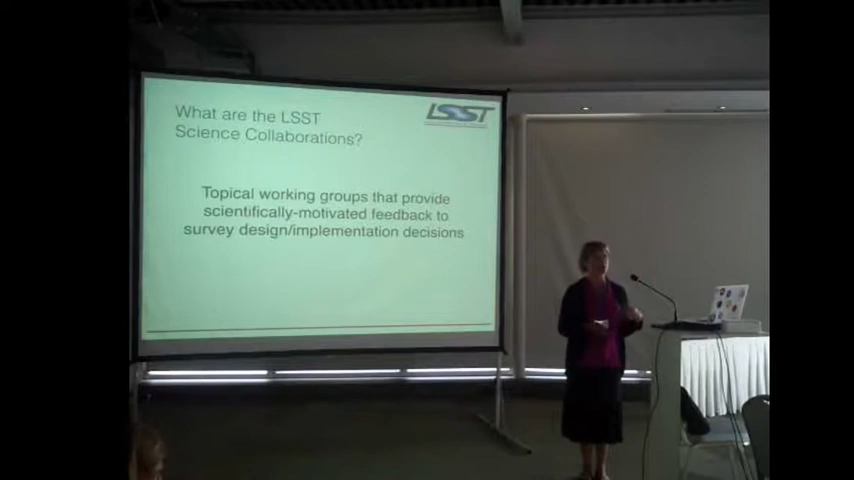 What are the LSST
Science Collaborations?
LSST
Topical working groups that provide
scientifically-motivated feedback to
survey design/implementation decisions